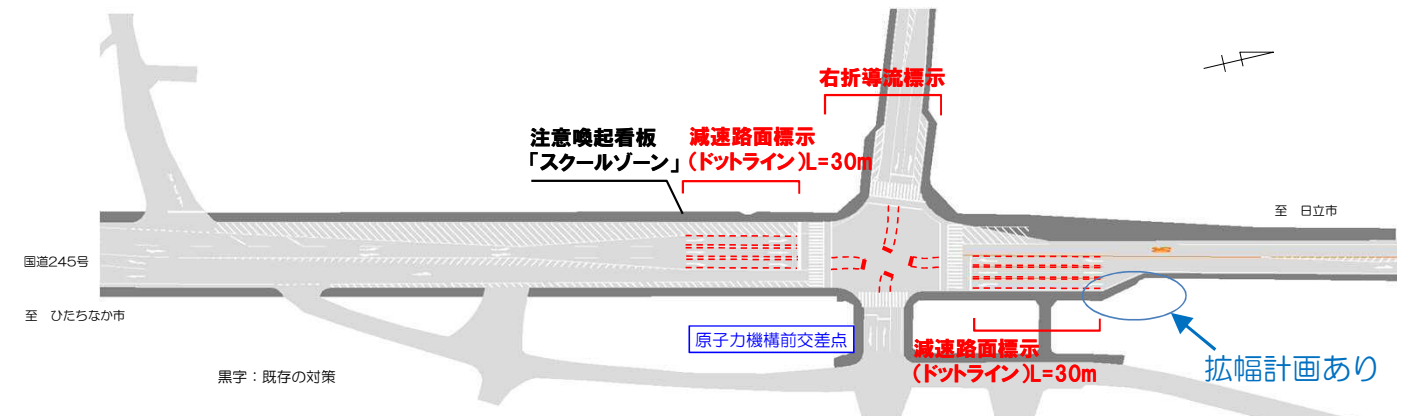 右折導流標示
注意喚起看板
「スクールゾーン」
減速路面標示
(ドットライン)L=30m
至 日立市
国道245号
至 ひたちなか市
原子力機構前交差点
減速路面標示
(ドットライン)L=30m
拡幅計画あり
黒字：既存の対策